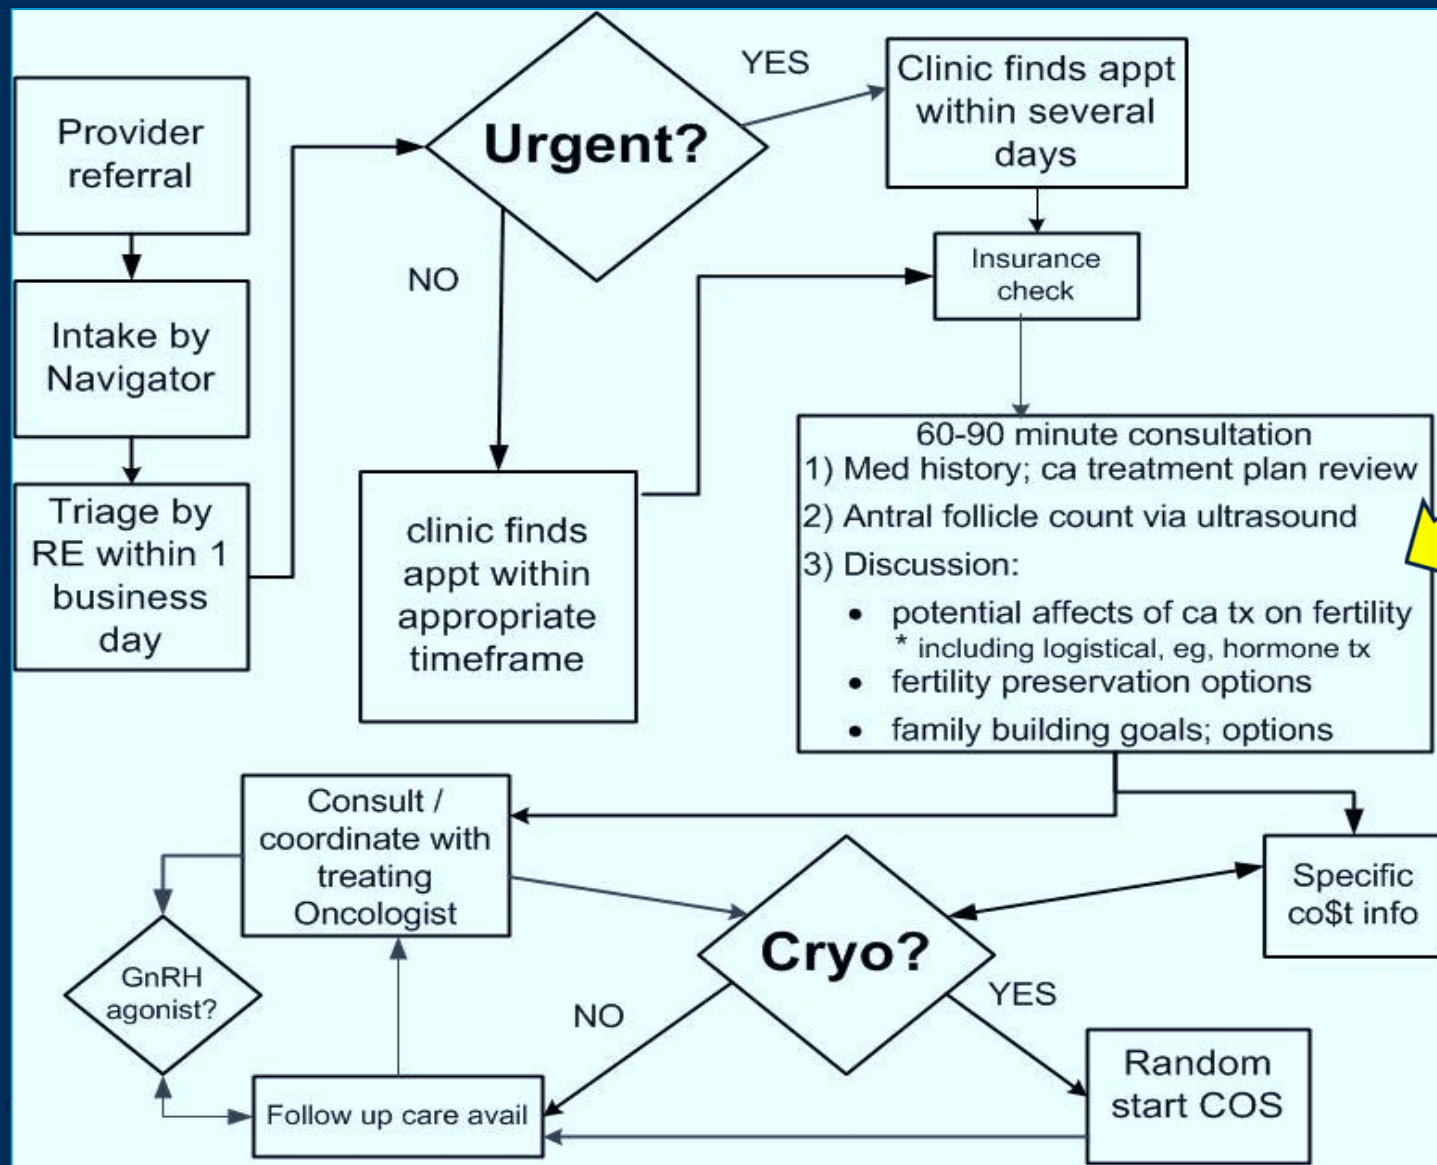 Provider
referral
Intake by
Navigator
Triage by
RE within 1
business
day
Urgent?
YES
NO
Clinic finds appt
within several
days
clinic finds
appt within
appropriate
timeframe
Insurance
check
60-90 minute consultation
1) Med history; ca treatment plan review
2) Antral follicle count via ultrasound
3) Discussion:
• potential affects of ca tx on fertility
* including logistical, eg, hormone tx
• fertility preservation options
• family building goals; options
Consult /
coordinate with
treating
Oncologist
Specific
co$t info
Cryo?
NO
YES
GnRH
agonist?
Follow up care avail
Random
start COS